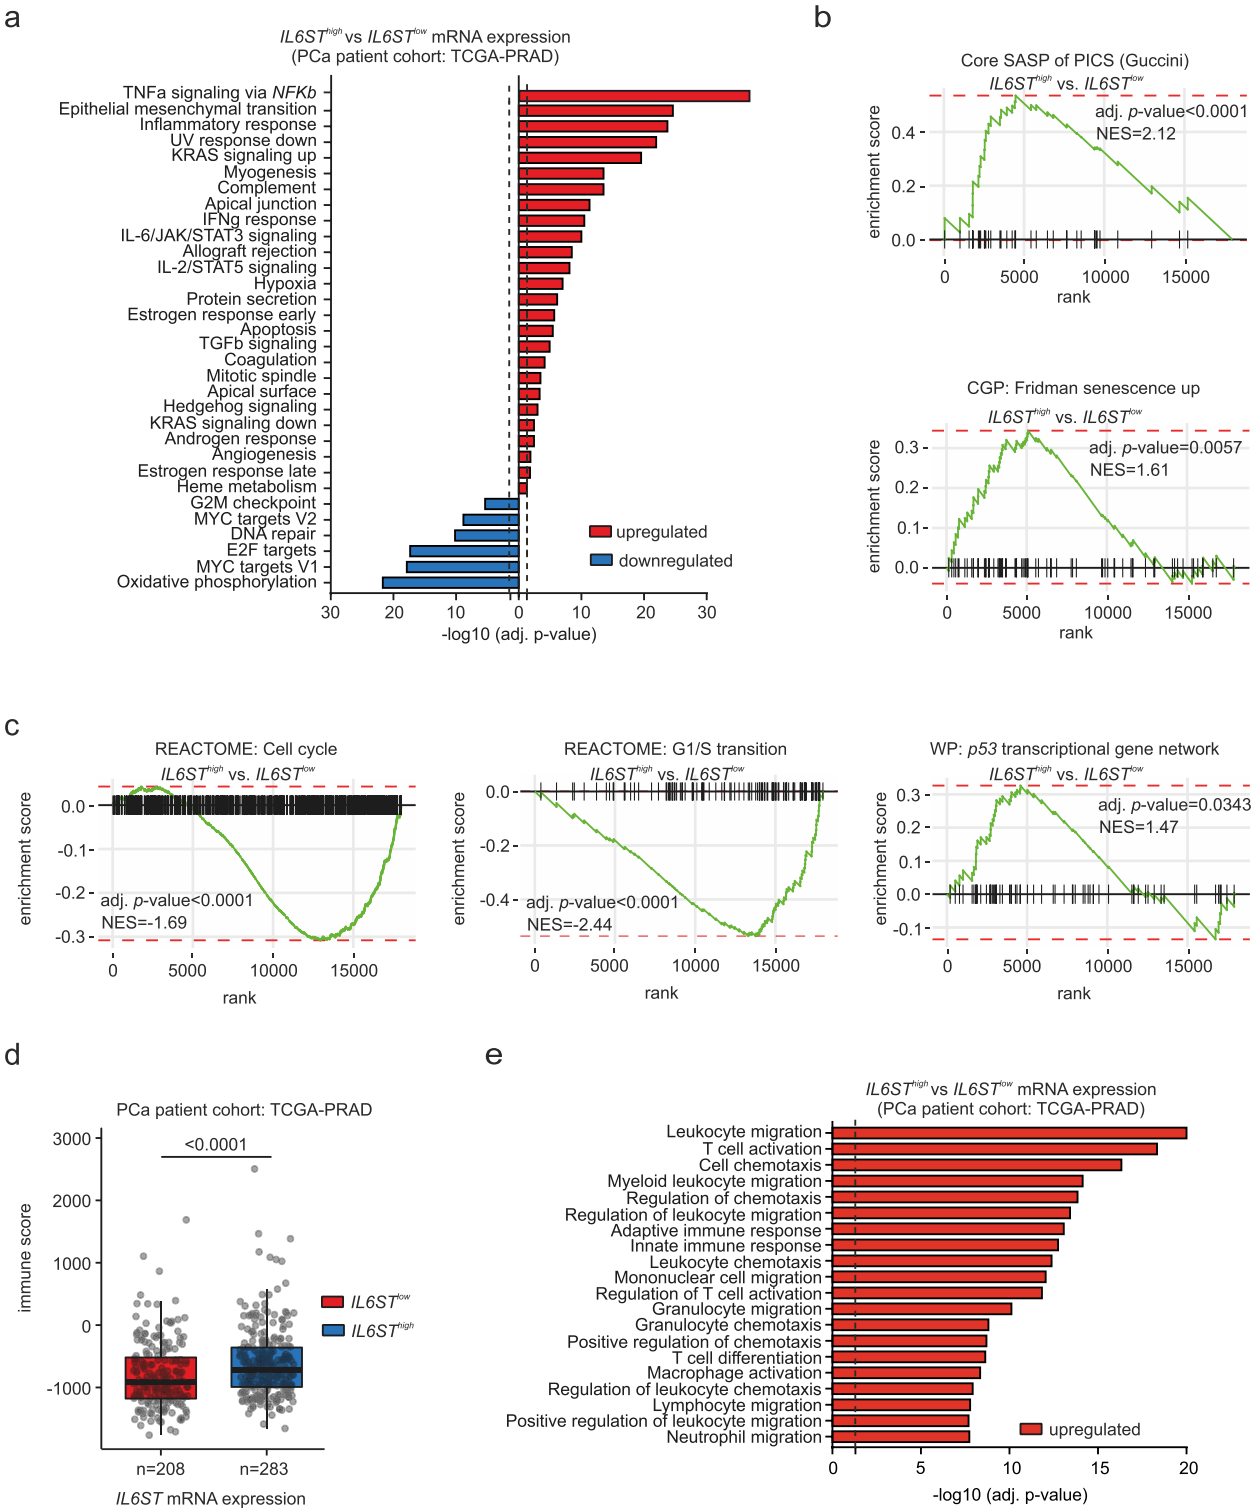 a
IL6ST^high vs IL6ST^low mRNA expression
(PCa patient cohort: TCGA-PRAD)
TNFa signaling via NFKb
Epithelial mesenchymal transition
Inflammatory response
UV response down
KRAS signaling up
Myogenesis
Complement
Apical junction
IFNg response
IL-6/JAK/STAT3 signaling
Allograft rejection
IL-2/STAT5 signaling
Hypoxia
Protein secretion
Estrogen response early
Apoptosis
TGFb signaling
Coagulation
Mitotic spindle
Apical surface
Hedgehog signaling
KRAS signaling down
Androgen response
Angiogenesis
Estrogen response late
Heme metabolism
G2M checkpoint
MYC targets V2
DNA repair
E2F targets
MYC targets V1
Oxidative phosphorylation
upregulated
downregulated
30 20 10 0 10 20 30
-log10 (adj. p-value)
b
Core SASP of PICS (Guccini)
IL6ST^high vs. IL6ST^low
adj. p-value<0.0001
NES=2.12
enrichment score
0.4
0.2
0.0
0 5000 10000 15000
rank
CGP: Fridman senescence up
IL6ST^high vs. IL6ST^low
adj. p-value=0.0057
NES=1.61
enrichment score
0.3
0.2
0.1
0.0
0 5000 10000 15000
rank
c
REACTOME: Cell cycle
IL6ST^high vs. IL6ST^low
enrichment score
0.0
-0.1
-0.2
-0.3
adj. p-value<0.0001
NES=-1.69
0 5000 10000 15000
rank
REACTOME: G1/S transition
IL6ST^high vs. IL6ST^low
enrichment score
0.0
-0.2
-0.4
adj. p-value<0.0001
NES=-2.44
0 5000 10000 15000
rank
WP: p53 transcriptional gene network
IL6ST^high vs. IL6ST^low
adj. p-value=0.0343
NES=1.47
enrichment score
0.3
0.2
0.1
0.0
-0.1
0 5000 10000 15000
rank
d
PCa patient cohort: TCGA-PRAD
<0.0001
immune score
3000
2000
1000
0
-1000
IL6ST^low
IL6ST^high
n=208 n=283
IL6ST mRNA expression
e
IL6ST^high vs IL6ST^low mRNA expression
(PCa patient cohort: TCGA-PRAD)
Leukocyte migration
T cell activation
Cell chemotaxis
Myeloid leukocyte migration
Regulation of chemotaxis
Regulation of leukocyte migration
Adaptive immune response
Innate immune response
Leukocyte chemotaxis
Mononuclear cell migration
Regulation of T cell activation
Granulocyte migration
Granulocyte chemotaxis
Positive regulation of chemotaxis
T cell differentiation
Macrophage activation
Regulation of leukocyte chemotaxis
Lymphocyte migration
Positive regulation of leukocyte migration
Neutrophil migration
upregulated
0 5 10 15 20
-log10 (adj. p-value)